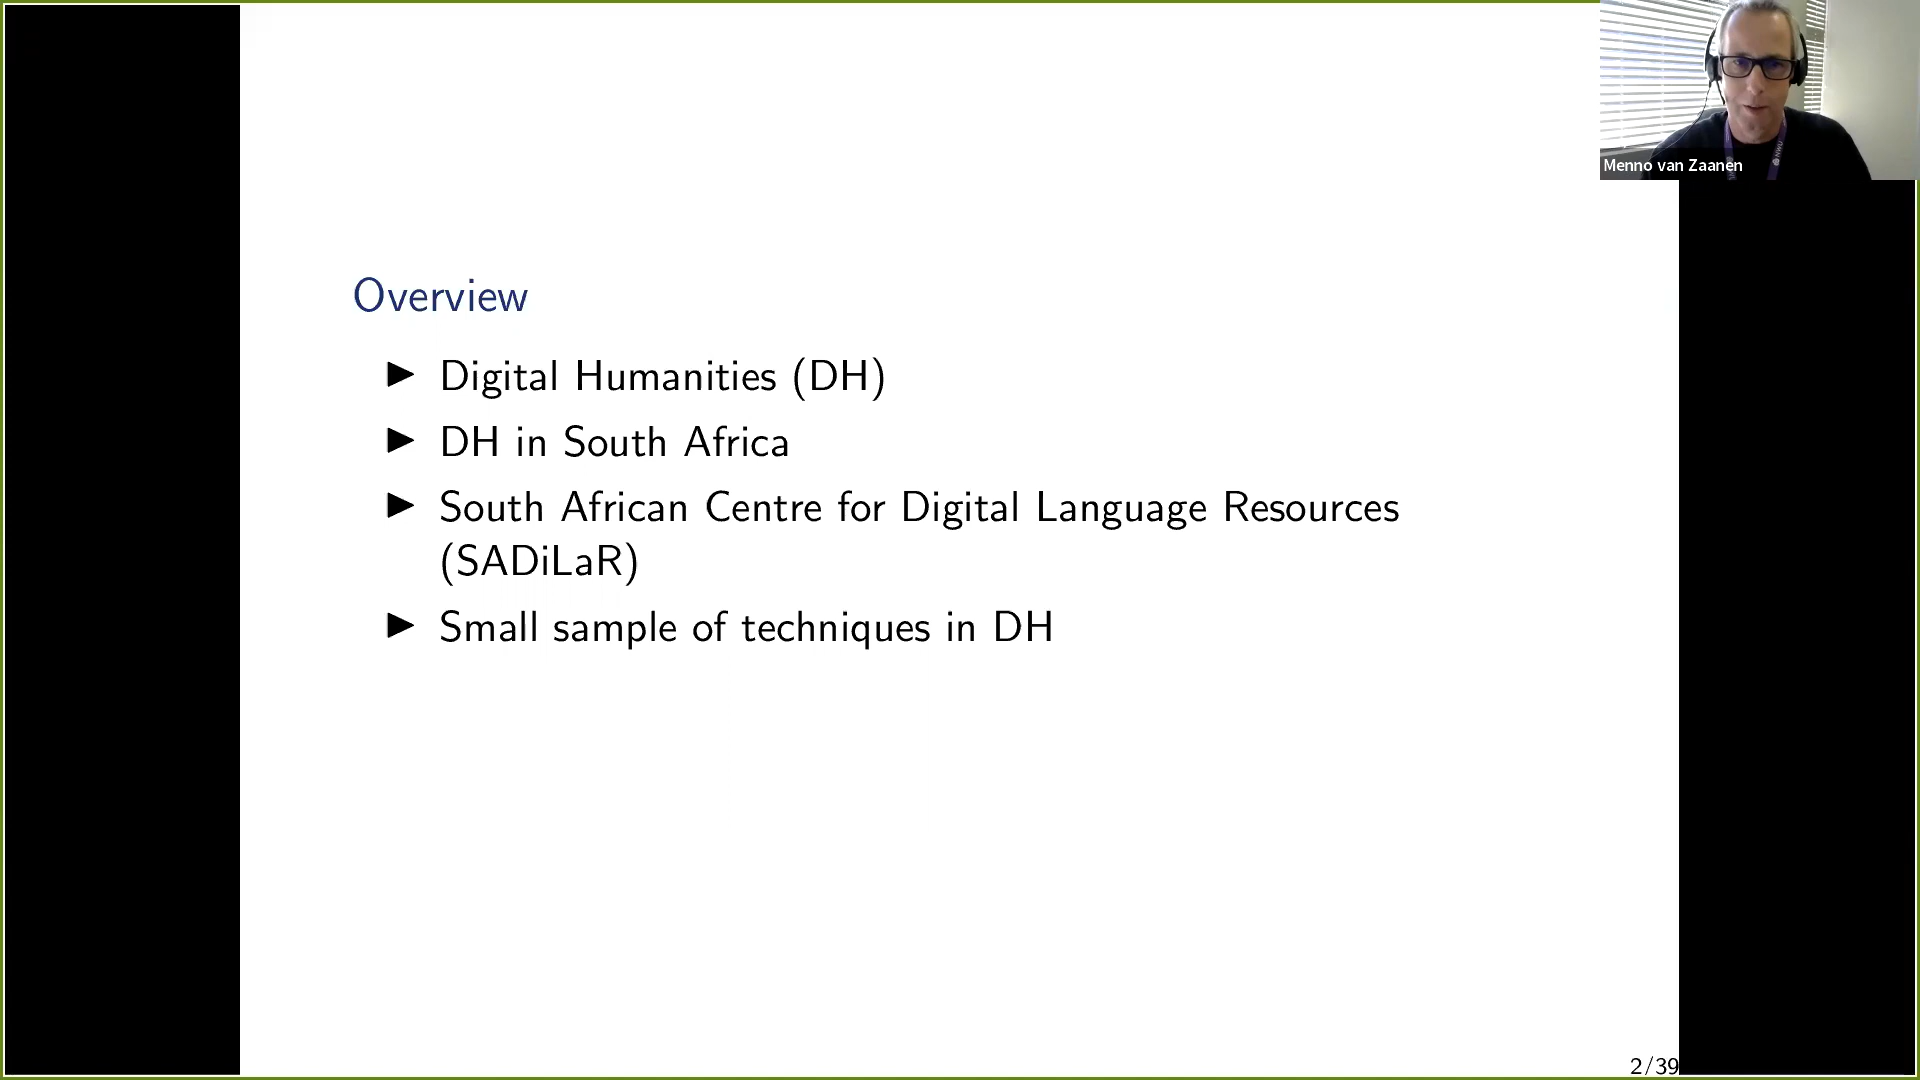 Menno van Zaanen
Overview
▶ Digital Humanities (DH)
▶ DH in South Africa
▶ South African Centre for Digital Language Resources
(SADiLaR)
▶ Small sample of techniques in DH
2/39
NWU